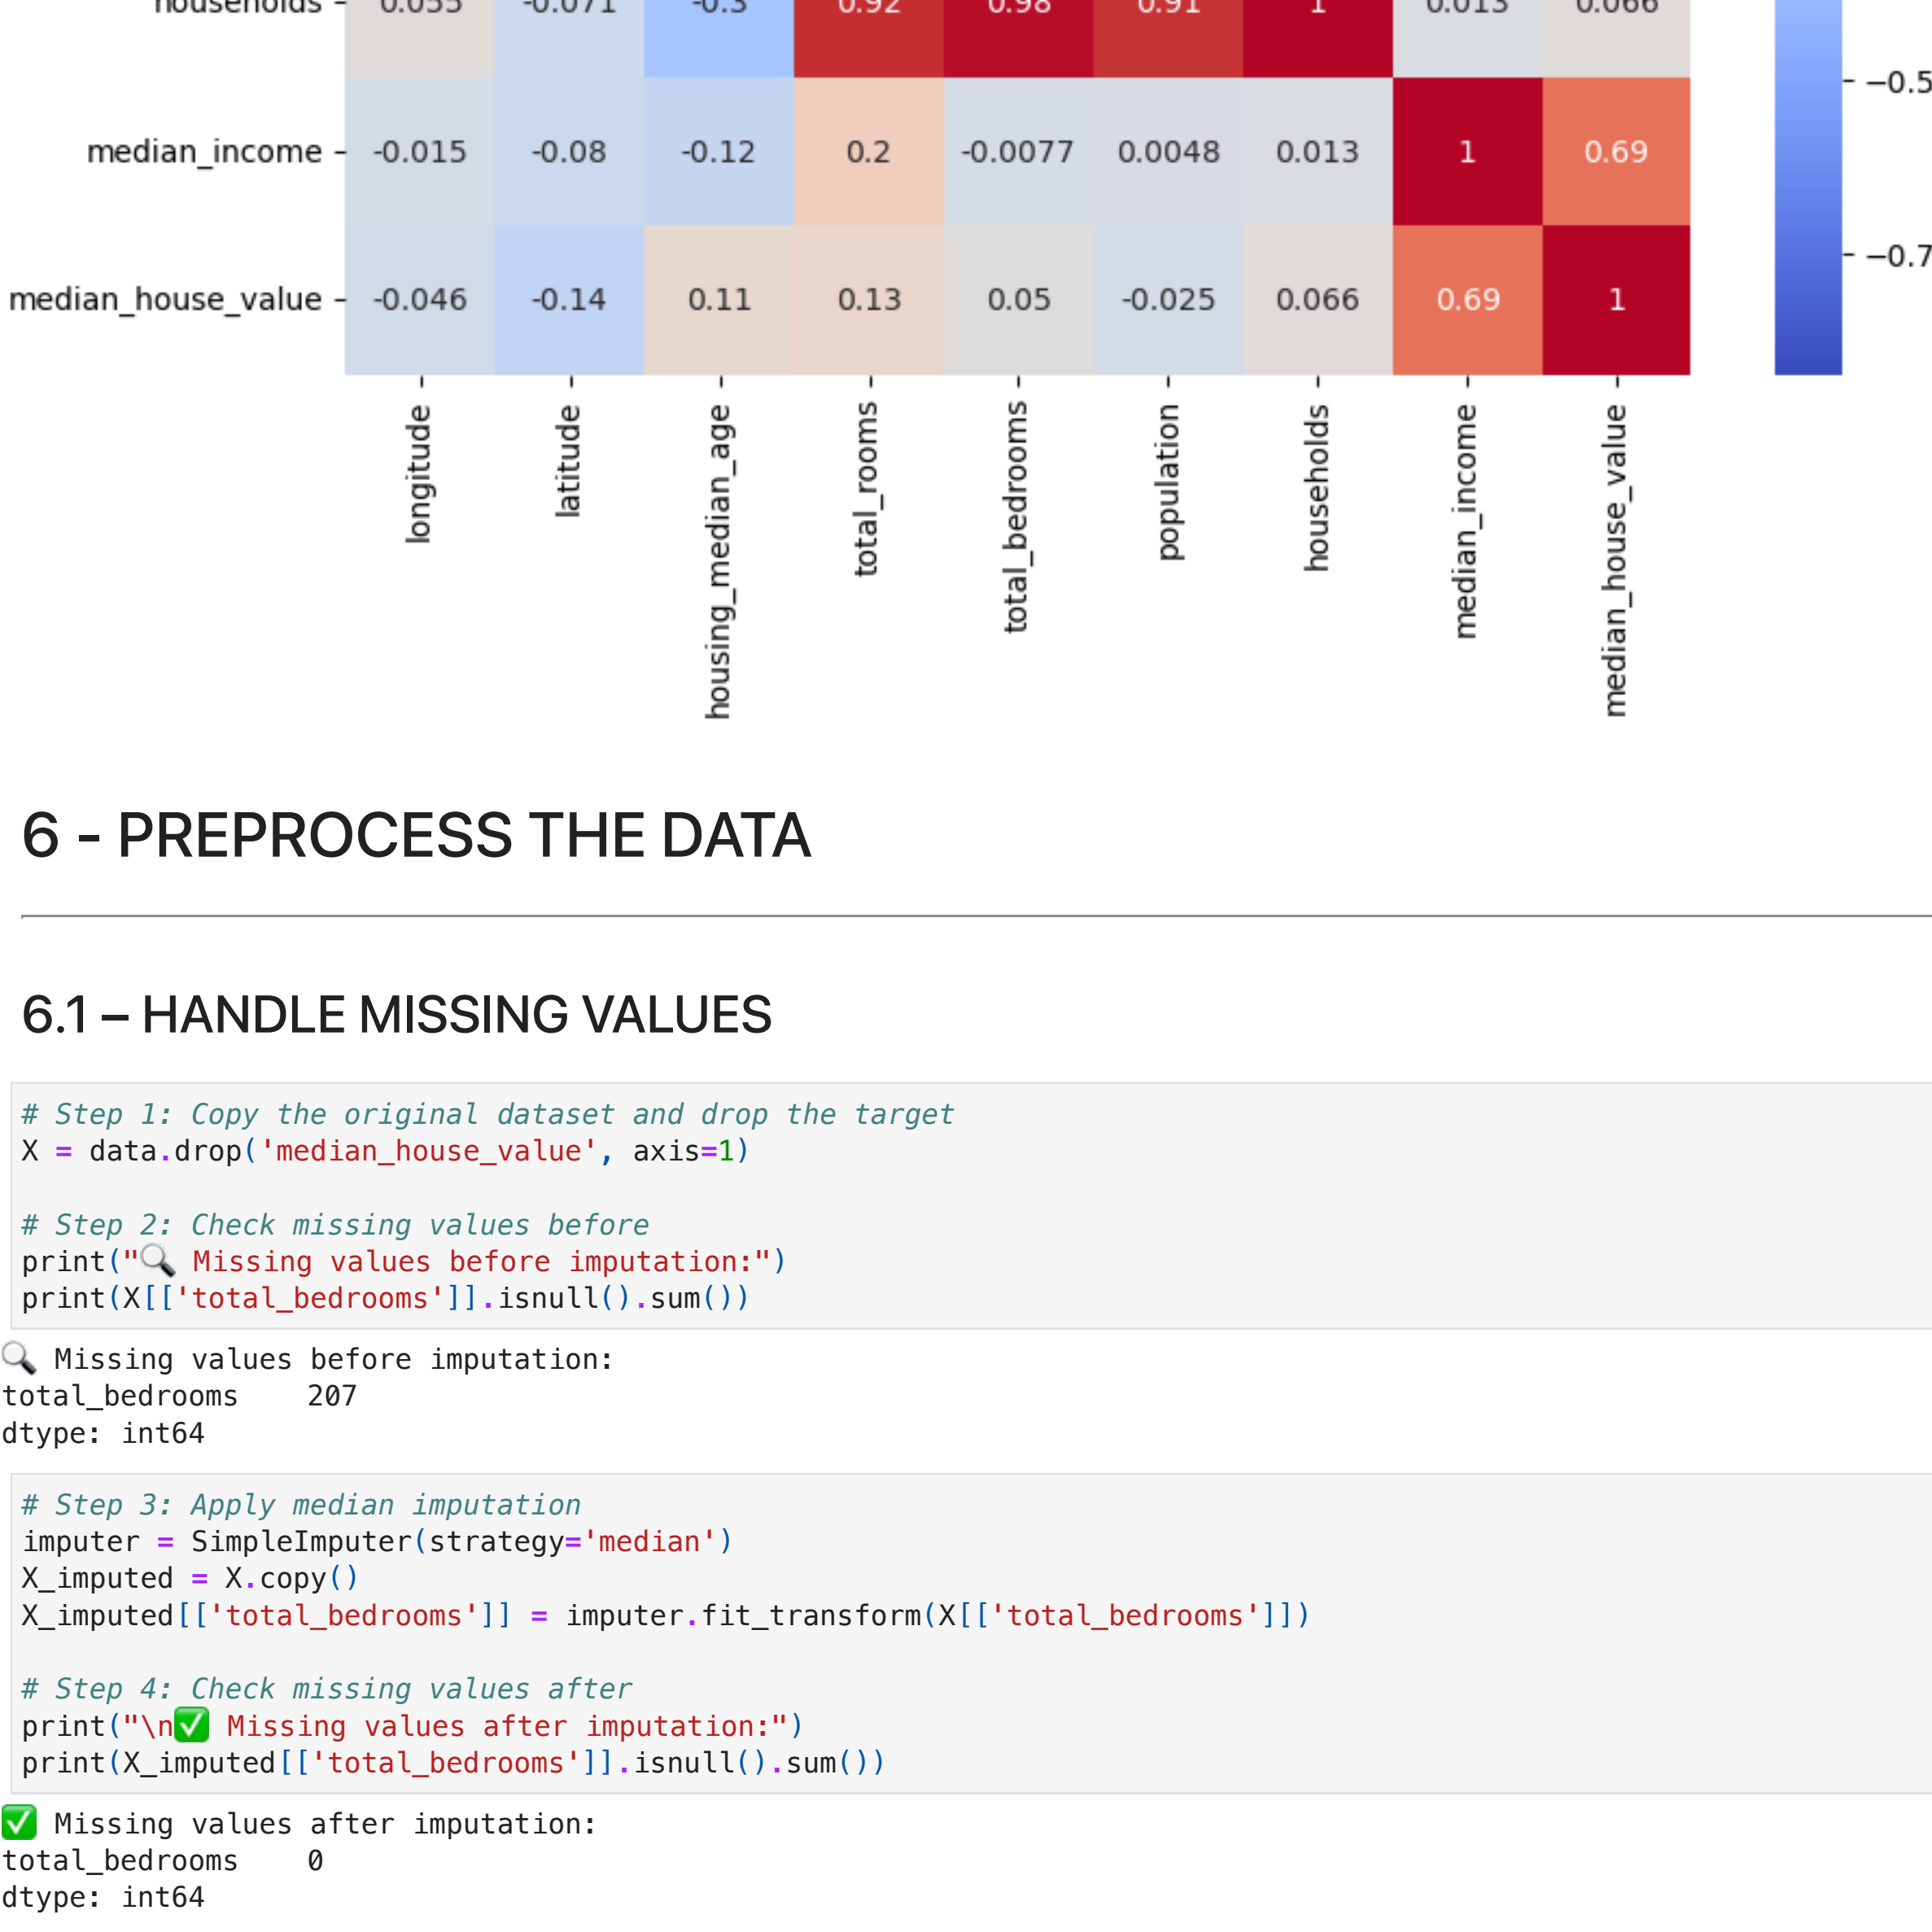 households 0.055 -0.071 -0.3 0.92 0.98 0.91 1 0.013 0.066
−0.5
median_income -0.015 -0.08 -0.12 0.2 -0.0077 0.0048 0.013 1 0.69
−0.7
median_house_value -0.046 -0.14 0.11 0.13 0.05 -0.025 0.066 0.69 1
longitude
latitude
housing_median_age
total_rooms
total_bedrooms
population
households
median_income
median_house_value
6 - PREPROCESS THE DATA
6.1 – HANDLE MISSING VALUES
# Step 1: Copy the original dataset and drop the target
X = data.drop('median_house_value', axis=1)
# Step 2: Check missing values before
print("🔍 Missing values before imputation:")
print(X[['total_bedrooms']].isnull().sum())
🔍 Missing values before imputation:
total_bedrooms    207
dtype: int64
# Step 3: Apply median imputation
imputer = SimpleImputer(strategy='median')
X_imputed = X.copy()
X_imputed[['total_bedrooms']] = imputer.fit_transform(X[['total_bedrooms']])
# Step 4: Check missing values after
print("\n✅ Missing values after imputation:")
print(X_imputed[['total_bedrooms']].isnull().sum())
✅ Missing values after imputation:
total_bedrooms    0
dtype: int64